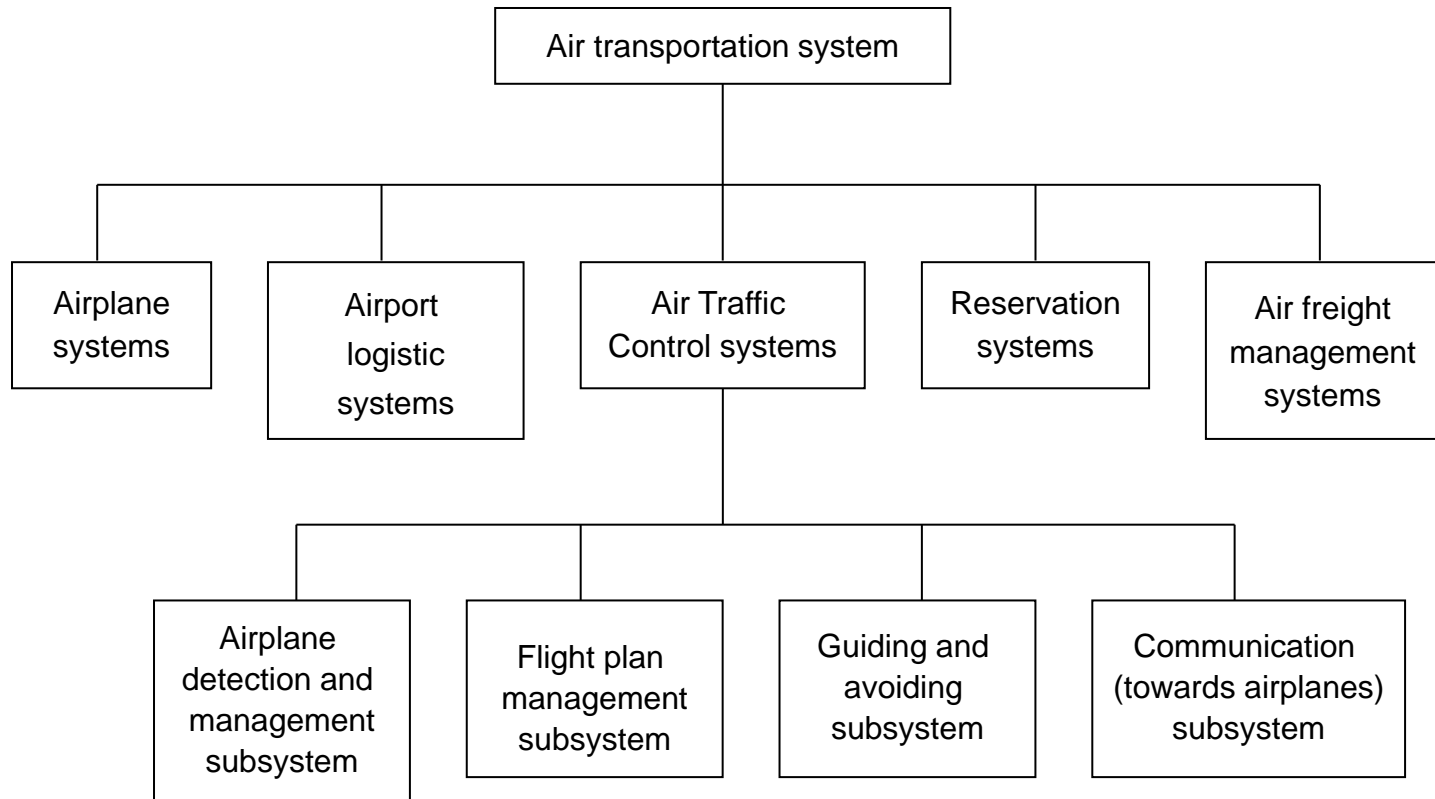 Air transportation system
Airplane
systems
Airport
logistic
systems
Air Traffic
Control systems
Reservation
systems
Air freight
management
systems
Airplane
detection and
management
subsystem
Flight plan
management
subsystem
Guiding and
avoiding
subsystem
Communication
(towards airplanes)
subsystem